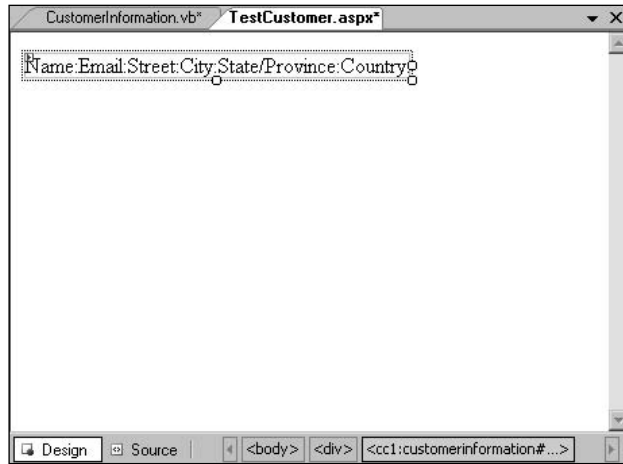 CustomerInformation.vb* TestCustomer.aspx*
Name:Email:Street:City:State/Province:Country:
Design Source <body> <div> <cc1:customerinformation#...>